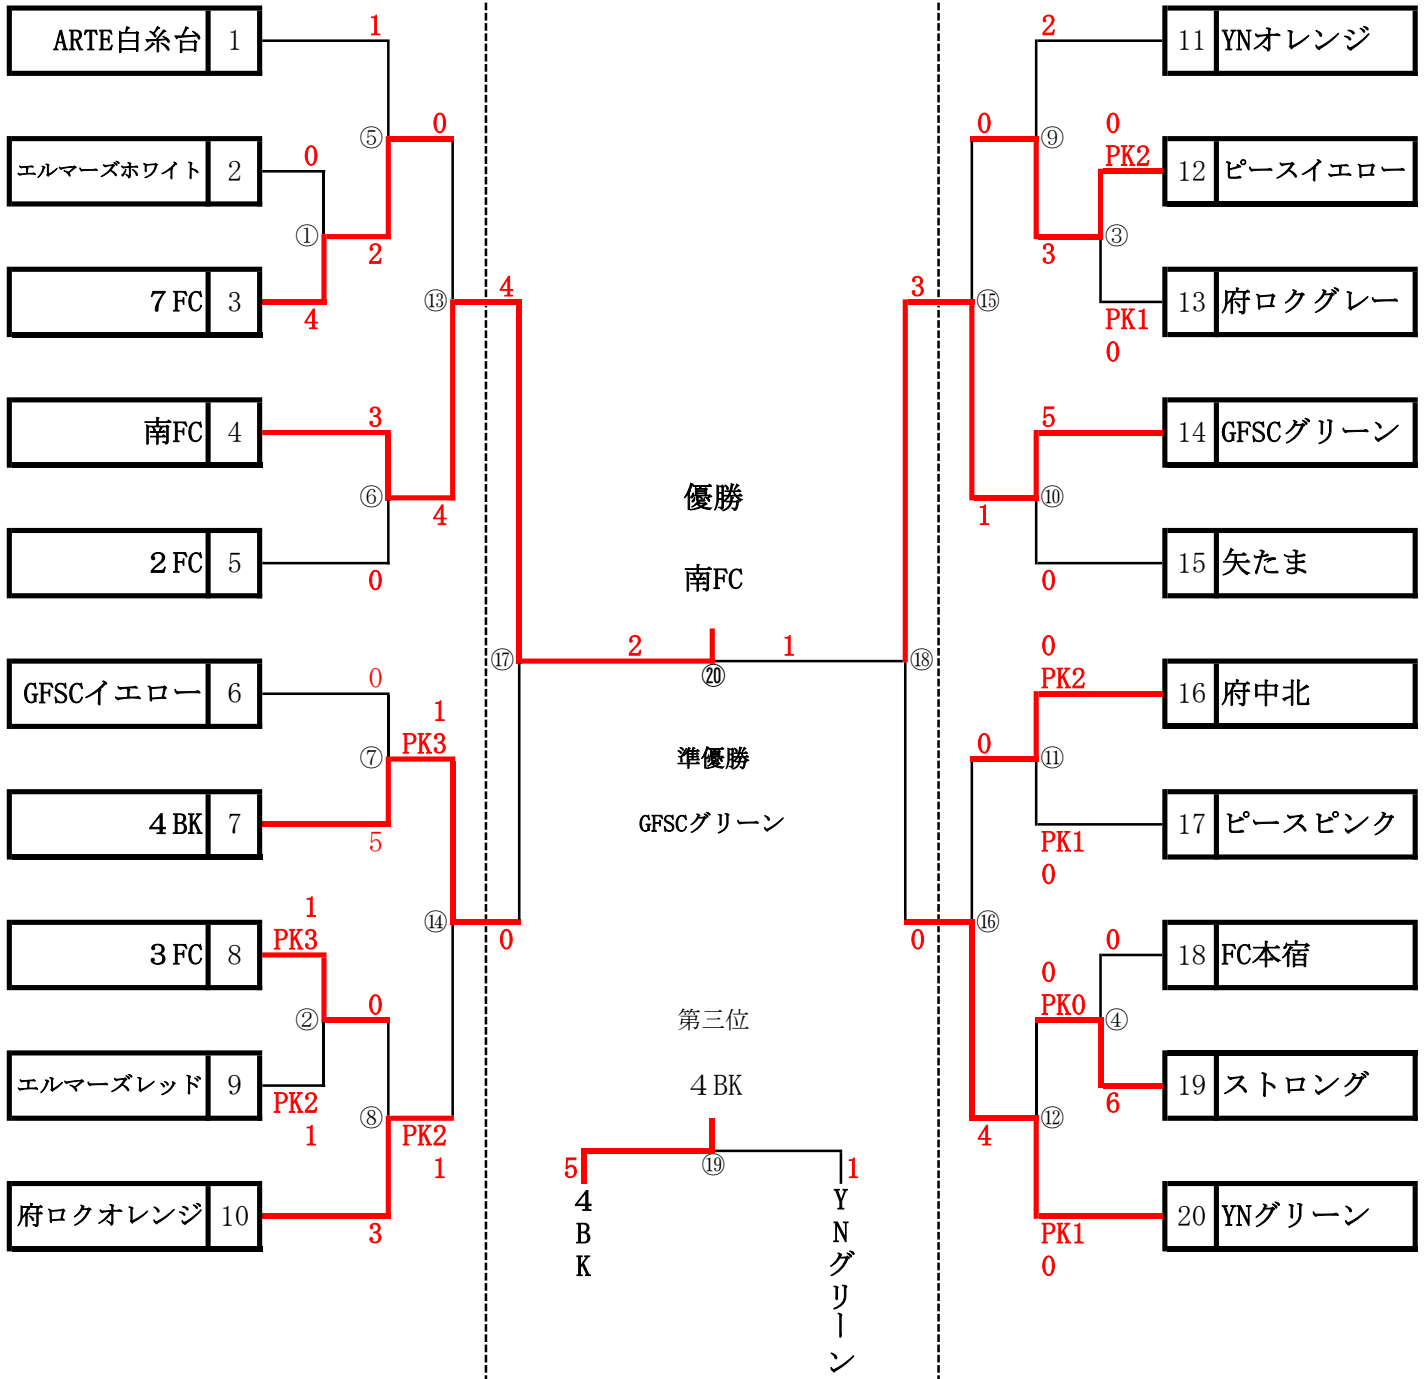 ARTE白糸台 1
1
2
11 YNオレンジ
⑤
0
0
⑨
0
エルマーズホワイト 2
0
PK2
12 ピースイエロー
①
2
3
③
7FC 3
4
⑬
4
3
⑮
PK1
0
13 府ロクグレー
南FC 4
3
5
14 GFSCグリーン
⑥
4
優勝
1
⑩
2FC 5
0
南FC
0
15 矢たま
⑰
2
1
⑱
⑳
GFSCイエロー 6
0
0
PK2
16 府中北
⑦
1
PK3
準優勝
0
⑪
4BK 7
5
GFSCグリーン
PK1
0
17 ピースピンク
1
PK3
3FC 8
⑭
0
0
⑯
0
18 FC本宿
②
0
第三位
0
PK0
④
エルマーズレッド 9
PK2
1
4BK
6
19 ストロング
⑧
PK2
1
4
⑫
5
⑲
1
府ロクオレンジ 10
3
4BK
YNグリーン
PK1
0
20 YNグリーン